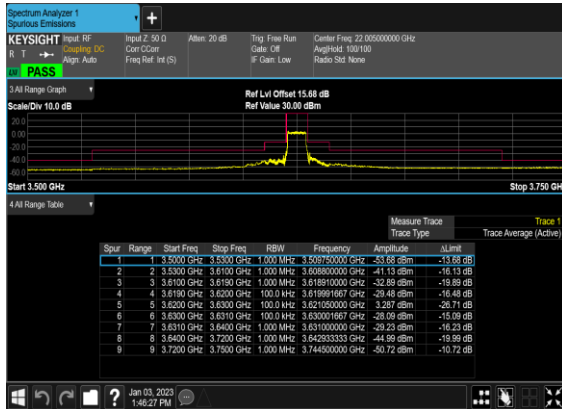 Spectrum Analyzer 1
Spurious Emissions
KEYSIGHT Input: RF Input Z: 50 Ω Atten: 20 dB Trig: Free Run Center Freq: 22.005000000 GHz
R T Coupling: DC Corr CCorr Gate: Off Avg|Hold: 100/100
Align: Auto Freq Ref: Int (S) IF Gain: Low Radio Std: None
PASS
3 All Range Graph
Ref Lvl Offset 15.68 dB
Scale/Div 10.0 dB Ref Value 30.00 dBm
20.0
0.00
-20.0
-40.0
-60.0
Start 3.500 GHz Stop 3.750 GH
4 All Range Table
Measure Trace Trace 1
Trace Type Trace Average (Active)
Spur Range Start Freq Stop Freq RBW Frequency Amplitude ΔLimit
1 1 3.5000 GHz 3.5300 GHz 1.000 MHz 3.509750000 GHz -53.68 dBm -13.68 dB
2 2 3.5300 GHz 3.6100 GHz 1.000 MHz 3.608800000 GHz -41.13 dBm -16.13 dB
3 3 3.6100 GHz 3.6190 GHz 1.000 MHz 3.618910000 GHz -32.89 dBm -19.89 dB
4 4 3.6190 GHz 3.6200 GHz 100.0 kHz 3.619991667 GHz -29.48 dBm -16.48 dB
5 5 3.6200 GHz 3.6300 GHz 100.0 kHz 3.621050000 GHz 3.287 dBm -26.71 dB
6 6 3.6300 GHz 3.6310 GHz 100.0 kHz 3.630001667 GHz -28.09 dBm -15.09 dB
7 7 3.6310 GHz 3.6400 GHz 1.000 MHz 3.631000000 GHz -29.23 dBm -16.23 dB
8 8 3.6400 GHz 3.7200 GHz 1.000 MHz 3.642933333 GHz -44.99 dBm -19.99 dB
9 9 3.7200 GHz 3.7500 GHz 1.000 MHz 3.744500000 GHz -50.72 dBm -10.72 dB
Jan 03, 2023
1:46:27 PM